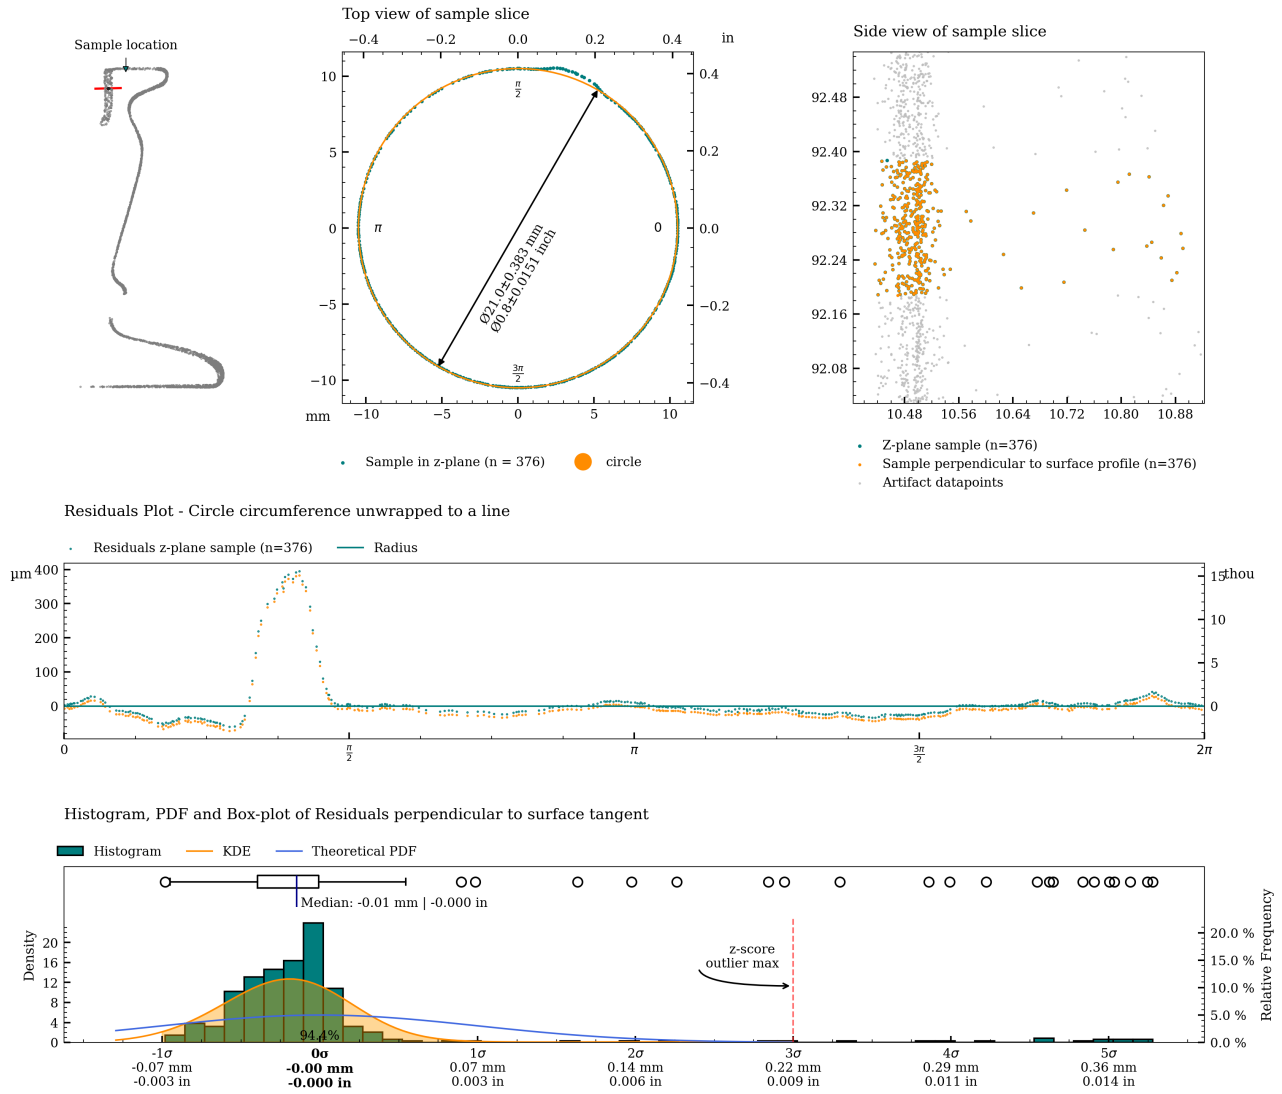 Sample location
Top view of sample slice
−0.4 −0.2 0.0 0.2 0.4 in
10
5
0
−5
−10
0.4
0.2
0.0
−0.2
−0.4
π/2
π
0
3π/2
Ø21.0±0.383 mm
Ø0.8±0.0151 inch
mm −10 −5 0 5 10
Sample in z-plane (n = 376) circle
Side view of sample slice
92.48
92.40
92.32
92.24
92.16
92.08
10.48 10.56 10.64 10.72 10.80 10.88
Z-plane sample (n=376)
Sample perpendicular to surface profile (n=376)
Artifact datapoints
Residuals Plot - Circle circumference unwrapped to a line
Residuals z-plane sample (n=376) Radius
µm 400
300
200
100
0
15 thou
10
5
0
0 π/2 π 3π/2 2π
Histogram, PDF and Box-plot of Residuals perpendicular to surface tangent
Histogram KDE Theoretical PDF
Median: -0.01 mm | -0.000 in
Density
20
16
12
8
4
0
z-score
outlier max
94.4%
20.0 %
15.0 %
10.0 %
5.0 %
0.0 %
Relative Frequency
-1σ 0σ 1σ 2σ 3σ 4σ 5σ
-0.07 mm -0.00 mm 0.07 mm 0.14 mm 0.22 mm 0.29 mm 0.36 mm
-0.003 in -0.000 in 0.003 in 0.006 in 0.009 in 0.011 in 0.014 in